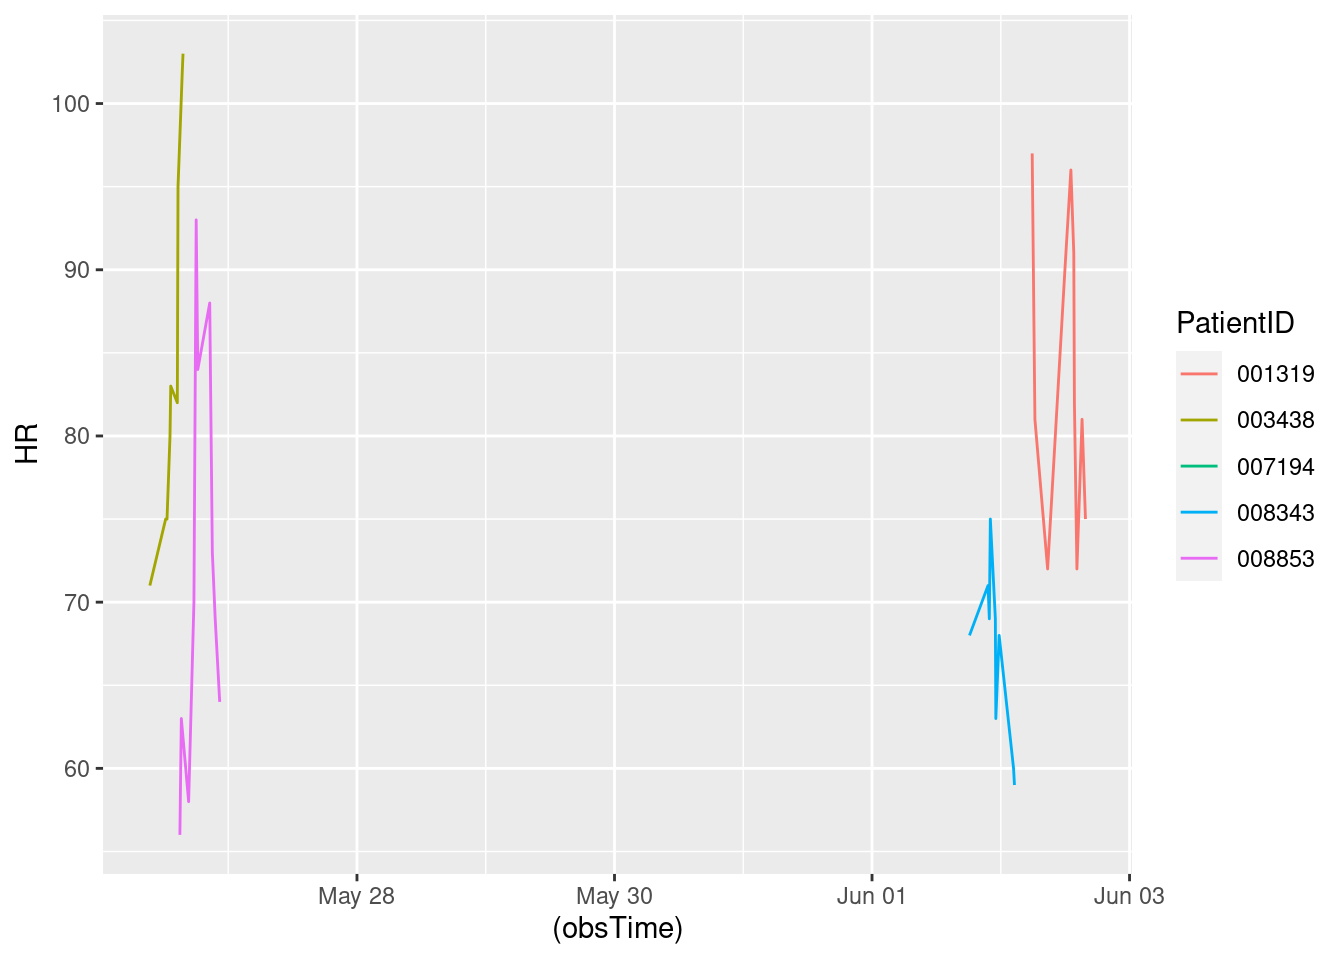 HR
100
90
80
70
60
May 28
May 30
Jun 01
Jun 03
(obsTime)
PatientID
001319
003438
007194
008343
008853